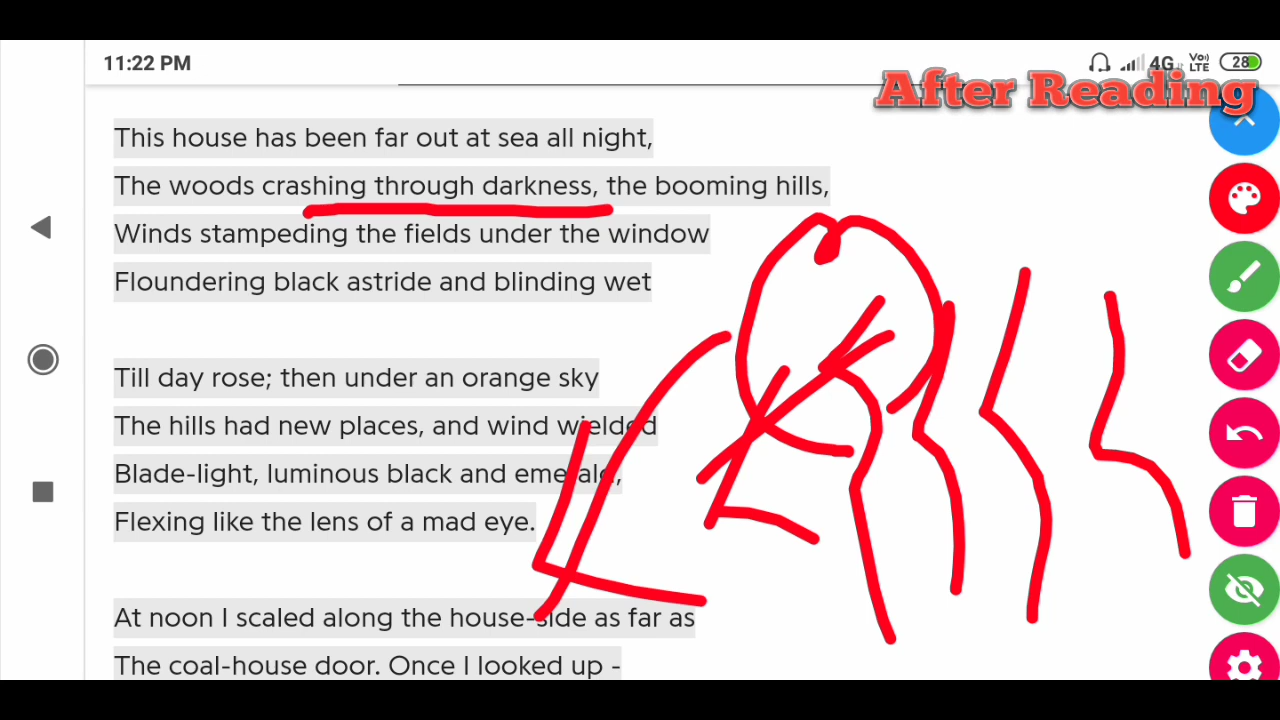 11:22 PM
4G
Vo)
LTE
28
After Reading
This house has been far out at sea all night,
The woods crashing through darkness, the booming hills,
Winds stampeding the fields under the window
Floundering black astride and blinding wet
Till day rose; then under an orange sky
The hills had new places, and wind wielded
Blade-light, luminous black and emerald,
Flexing like the lens of a mad eye.
At noon I scaled along the house-side as far as
The coal-house door. Once I looked up -